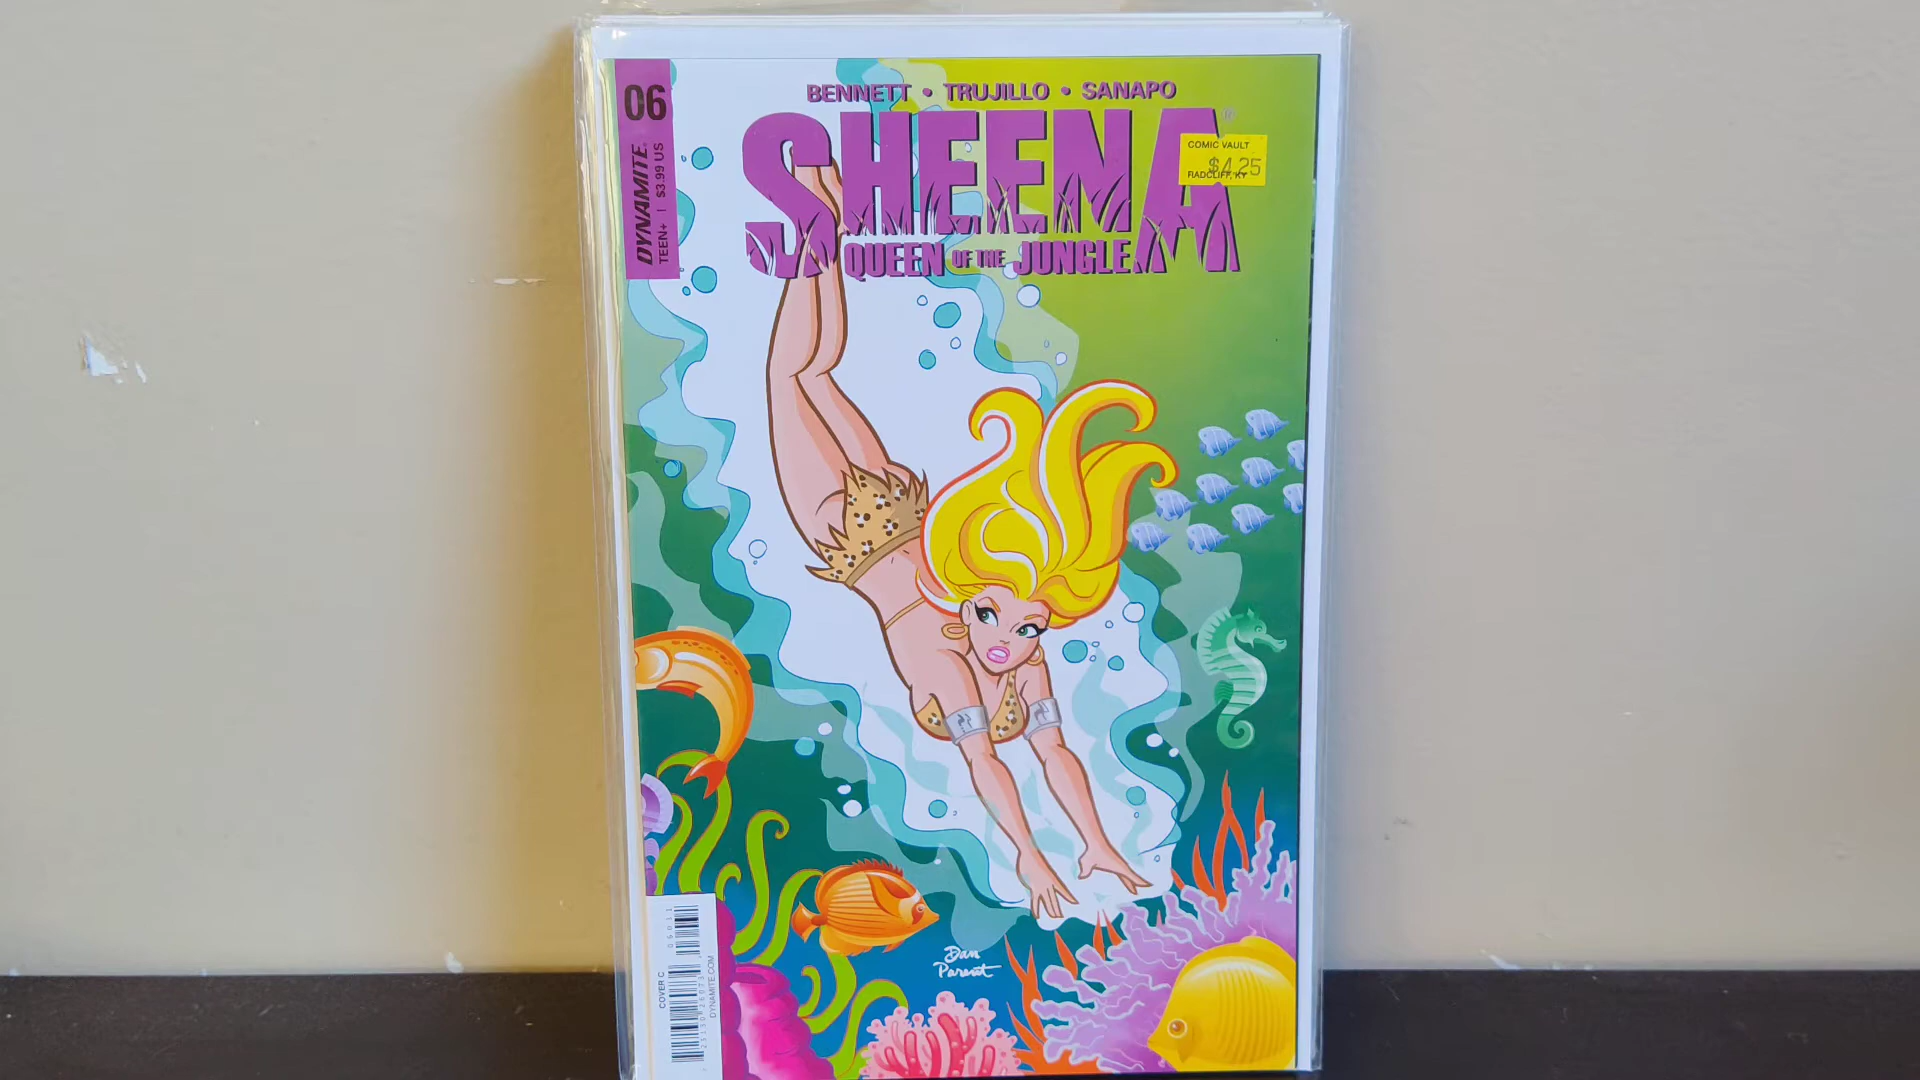 06
DYNAMITE®
TEEN+ | $3.99 US
BENNETT • TRUJILLO • SANAPO
SHEENA®
QUEEN OF THE JUNGLE
COMIC VAULT
$4.25
RADCLIFF, KY
Dan
Parent
COVER C
DYNAMITE.COM
06011